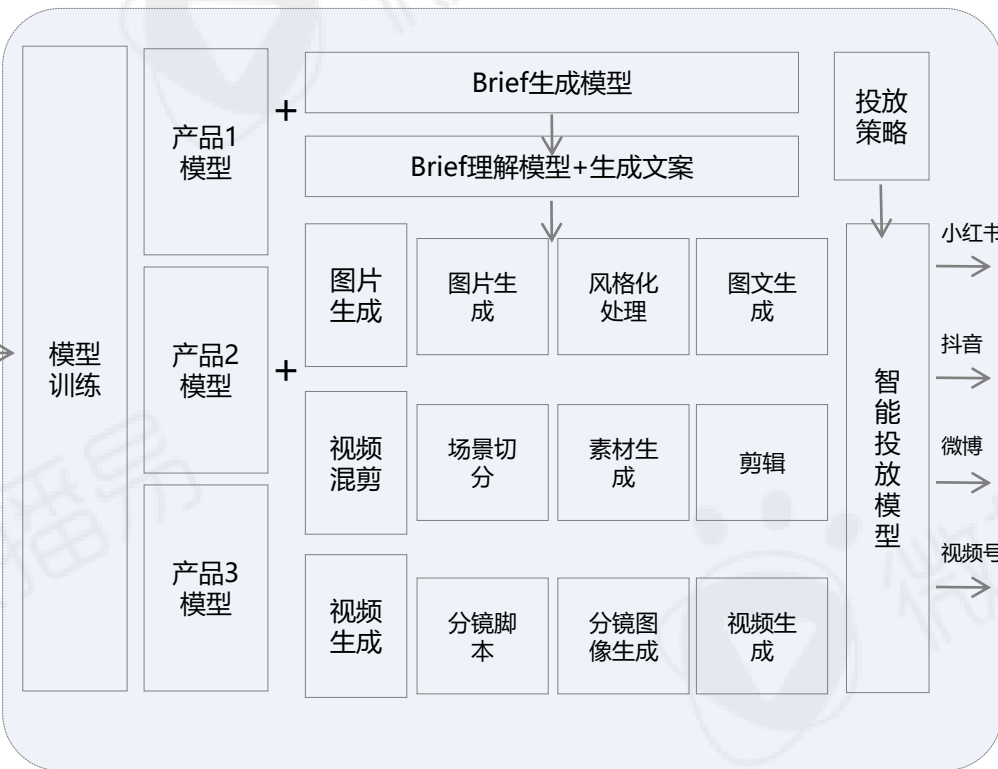 模型
训练
产品1
模型
产品2
模型
产品3
模型
+
+
Brief生成模型
Brief理解模型+生成文案
图片
生成
图片生
成
风格化
处理
图文生
成
视频
混剪
场景切
分
素材生
成
剪辑
视频
生成
分镜脚
本
分镜图
像生成
视频生
成
投放
策略
智
能
投
放
模
型
小红书
抖音
微博
视频号
播易
微